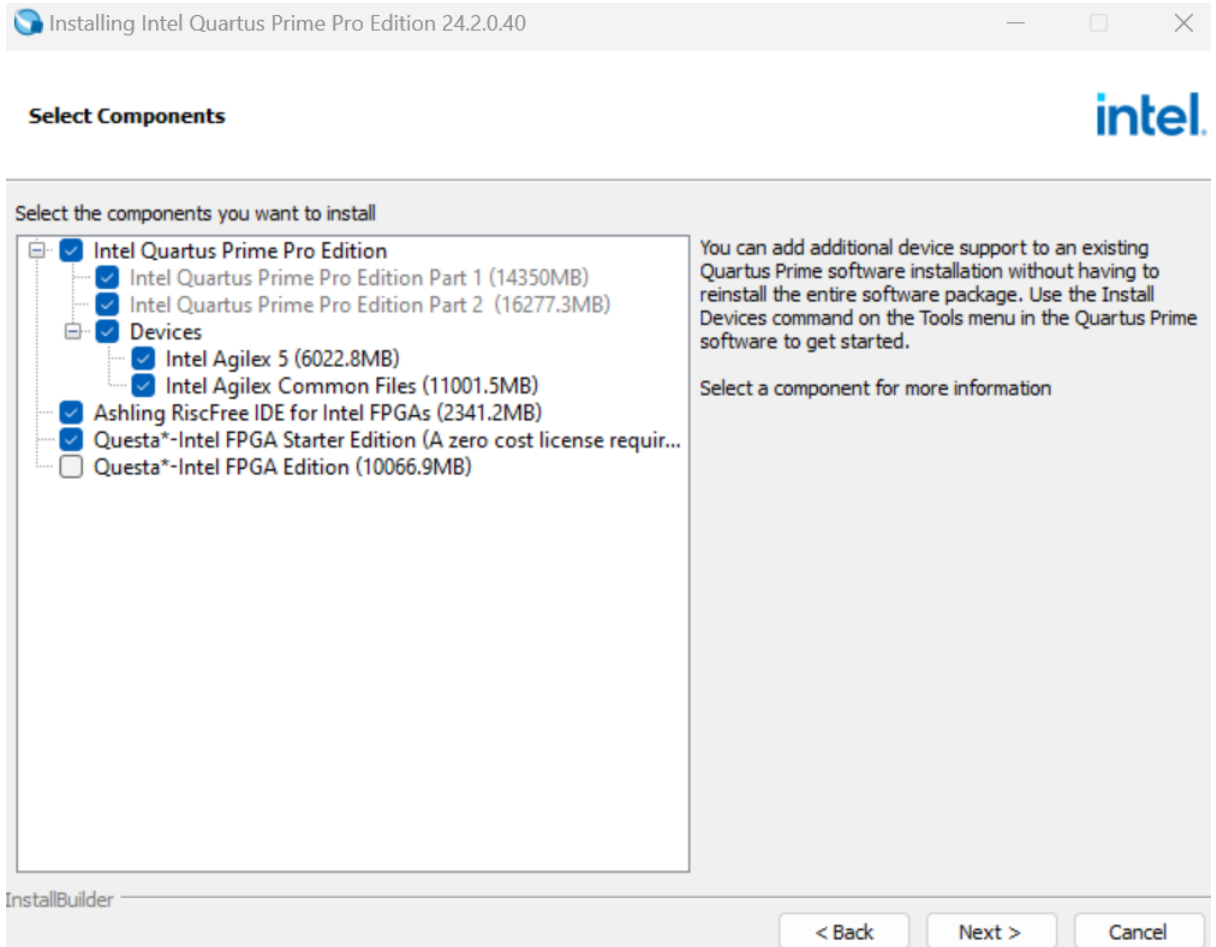 Installing Intel Quartus Prime Pro Edition 24.2.0.40
Select Components
intel.
Select the components you want to install
Intel Quartus Prime Pro Edition
Intel Quartus Prime Pro Edition Part 1 (14350MB)
Intel Quartus Prime Pro Edition Part 2  (16277.3MB)
Devices
Intel Agilex 5 (6022.8MB)
Intel Agilex Common Files (11001.5MB)
Ashling RiscFree IDE for Intel FPGAs (2341.2MB)
Questa*-Intel FPGA Starter Edition (A zero cost license requir...
Questa*-Intel FPGA Edition (10066.9MB)
You can add additional device support to an existing
Quartus Prime software installation without having to
reinstall the entire software package. Use the Install
Devices command on the Tools menu in the Quartus Prime
software to get started.
Select a component for more information
InstallBuilder
< Back
Next >
Cancel